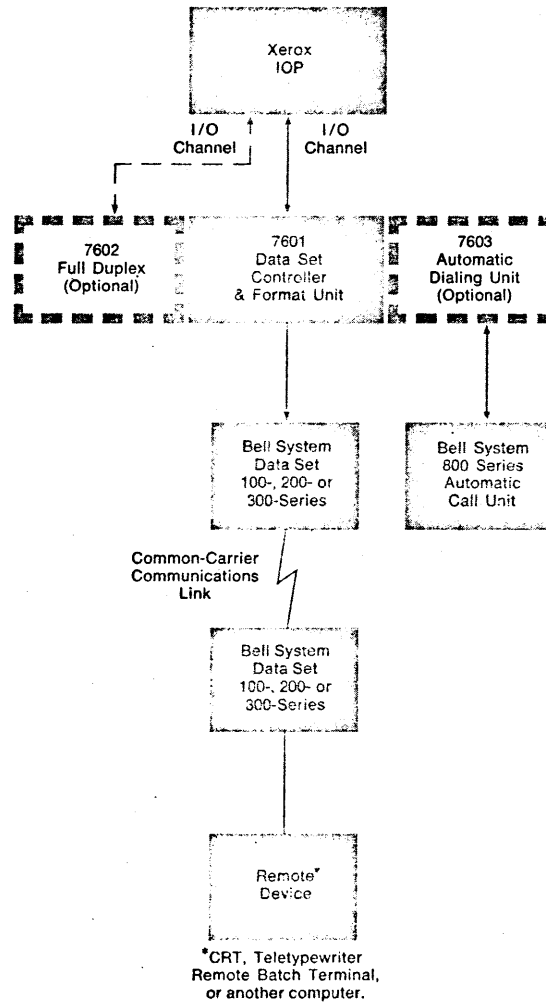 Xerox
IOP
I/O
Channel
I/O
Channel
7602
Full Duplex
(Optional)
7601
Data Set
Controller
& Format Unit
7603
Automatic
Dialing Unit
(Optional)
Bell System
Data Set
100-, 200- or
300-Series
Bell System
800 Series
Automatic
Call Unit
Common-Carrier
Communications
Link
Bell System
Data Set
100-, 200- or
300-Series
Remote*
Device
*CRT, Teletypewriter
Remote Batch Terminal,
or another computer.